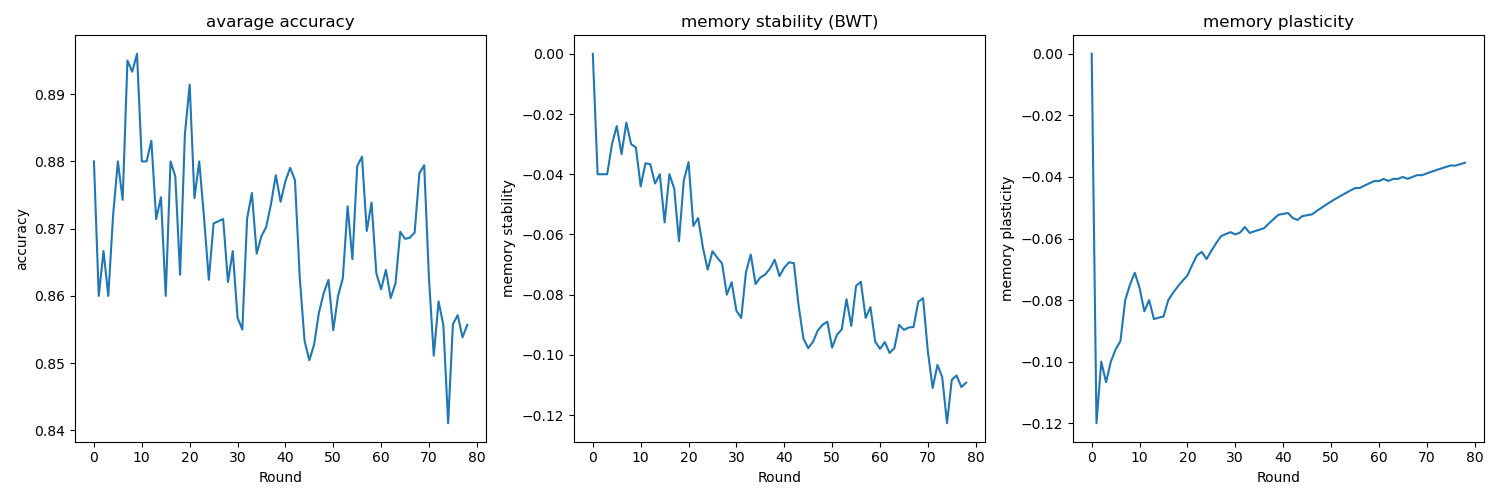 avarage accuracy
accuracy
0.89
0.88
0.87
0.86
0.85
0.84
0 10 20 30 40 50 60 70 80
Round
memory stability (BWT)
memory stability
0.00
−0.02
−0.04
−0.06
−0.08
−0.10
−0.12
0 10 20 30 40 50 60 70 80
Round
memory plasticity
memory plasticity
0.00
−0.02
−0.04
−0.06
−0.08
−0.10
−0.12
0 10 20 30 40 50 60 70 80
Round